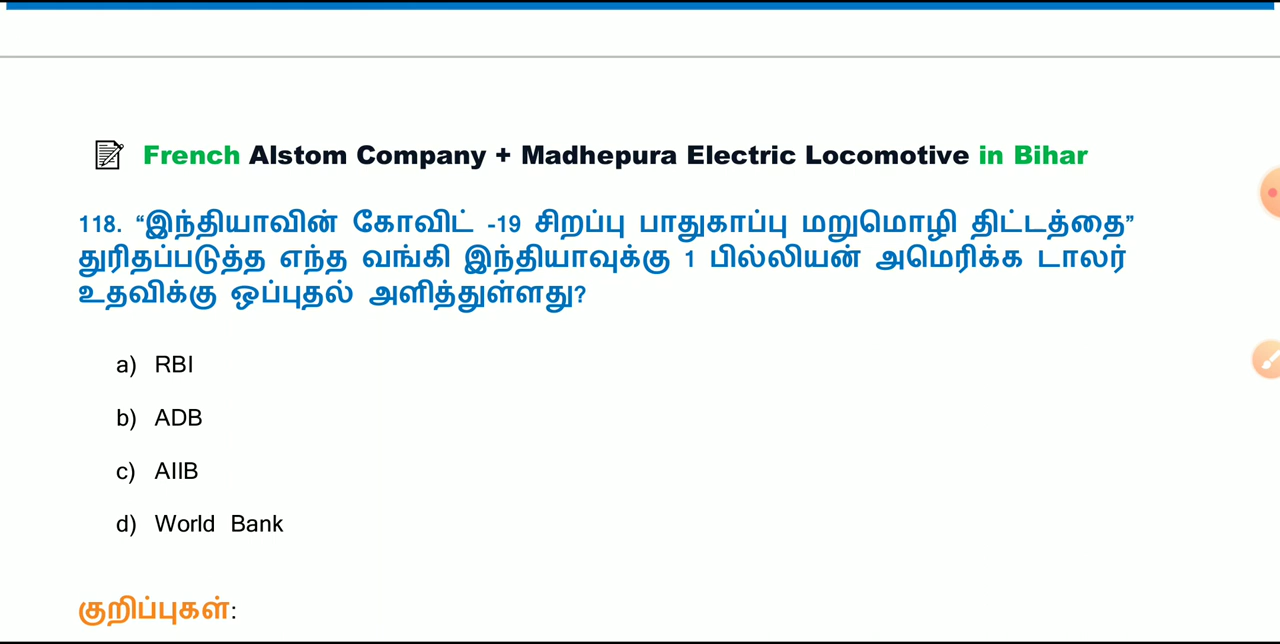 French Alstom Company + Madhepura Electric Locomotive in Bihar
118. “இந்தியாவின் கோவிட் -19 சிறப்பு பாதுகாப்பு மறுமொழி திட்டத்தை”
துரிதப்படுத்த எந்த வங்கி இந்தியாவுக்கு 1 பில்லியன் அமெரிக்க டாலர்
உதவிக்கு ஒப்புதல் அளித்துள்ளது?
a) RBI
b) ADB
c) AIIB
d) World Bank
குறிப்புகள்: